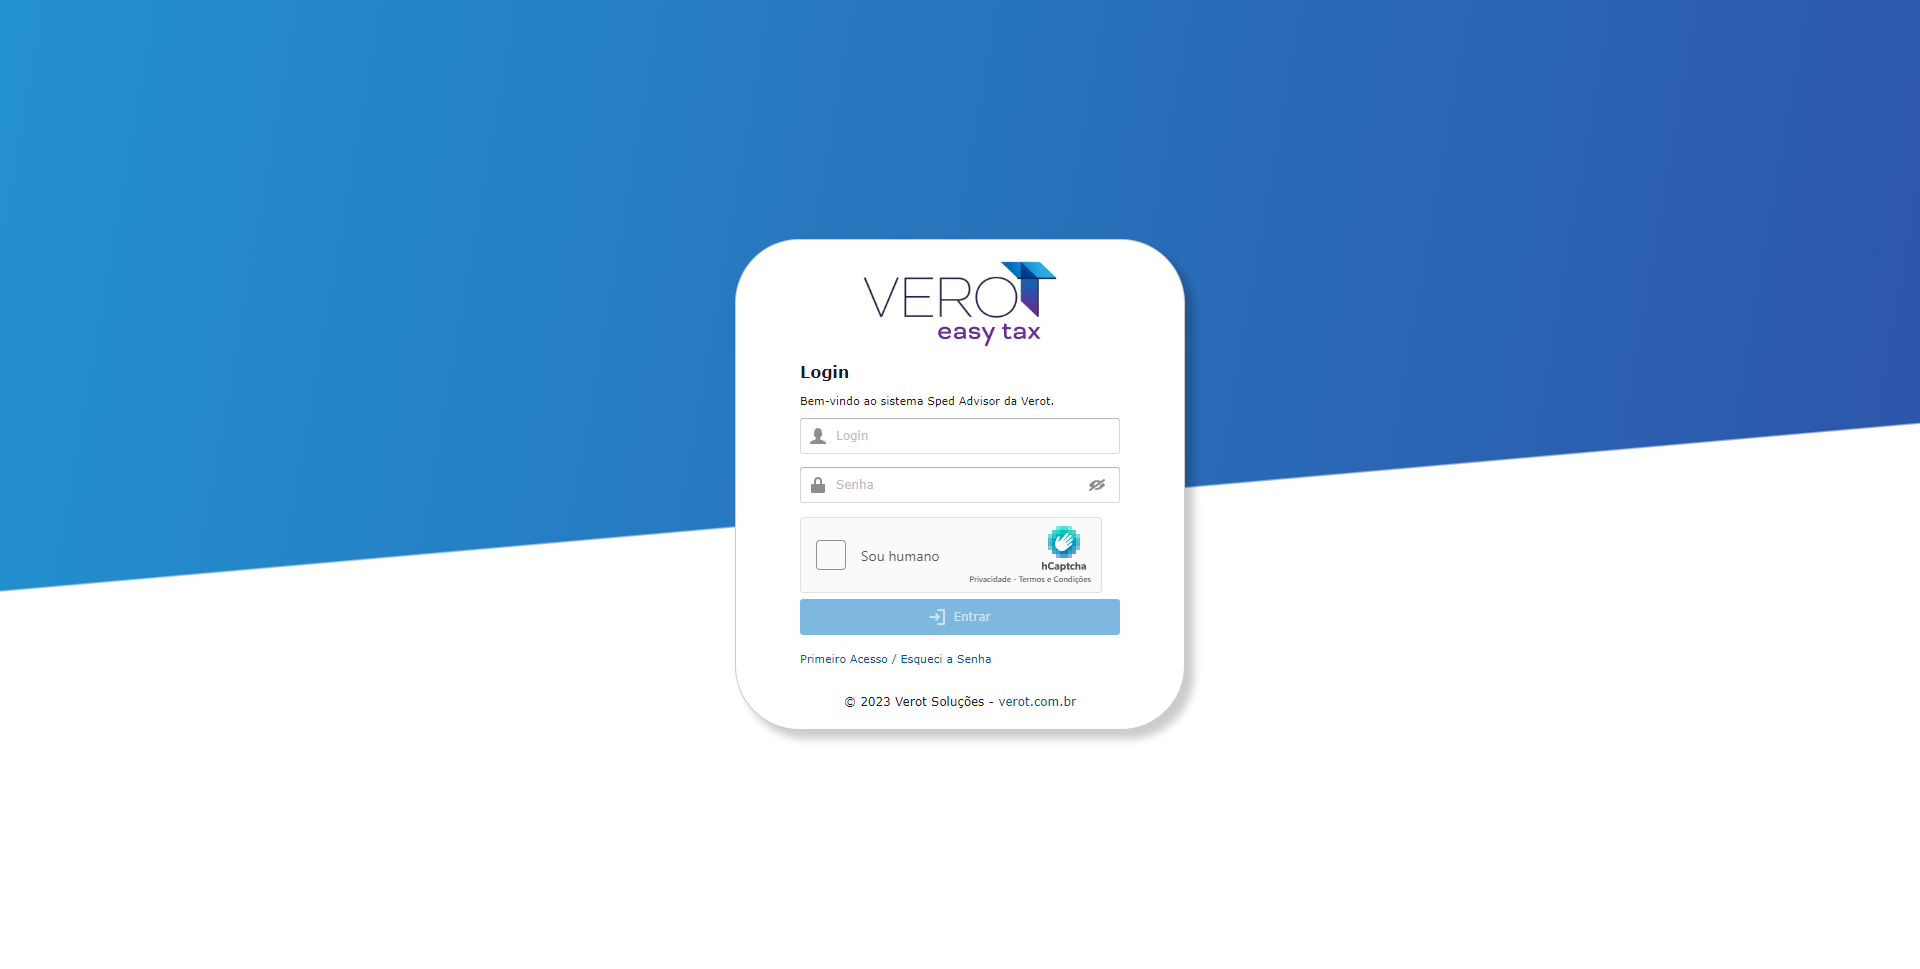 VEROT
easy tax
Login
Bem-vindo ao sistema Sped Advisor da Verot.
Login
Senha
Sou humano
hCaptcha
Privacidade - Termos e Condições
Entrar
Primeiro Acesso / Esqueci a Senha
© 2023 Verot Soluções - verot.com.br